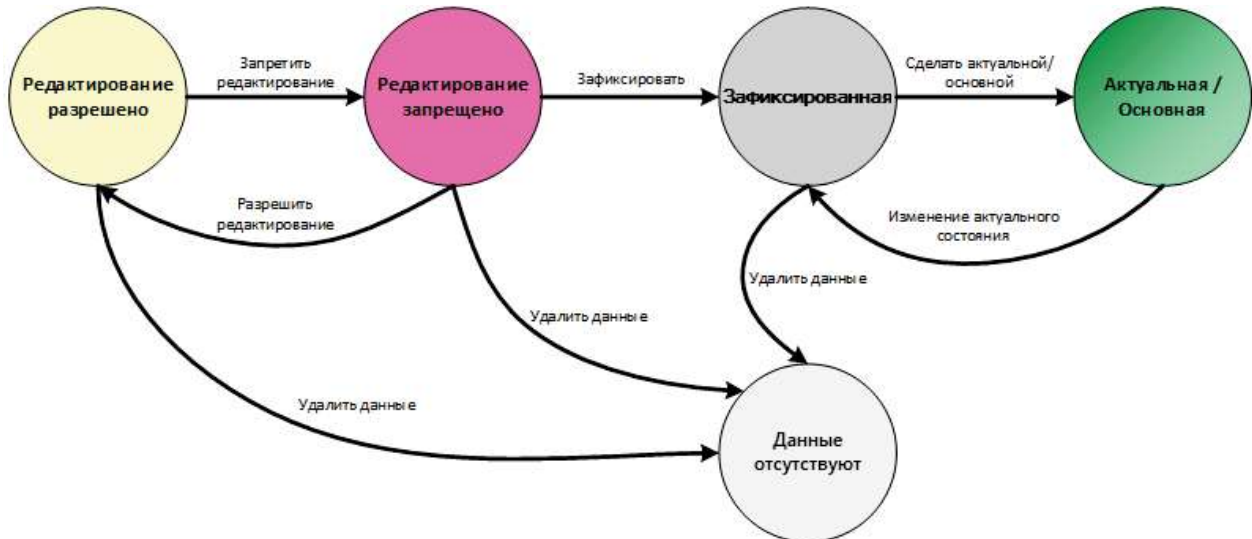 Редактирование
разрешено
Запретить
редактирование
Редактирование
запрещено
Зафиксировать
Зафиксированная
Сделать актуальной/
основной
Актуальная /
Основная
Разрешить
редактирование
Изменение актуального
состояния
Удалить данные
Удалить данные
Удалить данные
Данные
отсутствуют